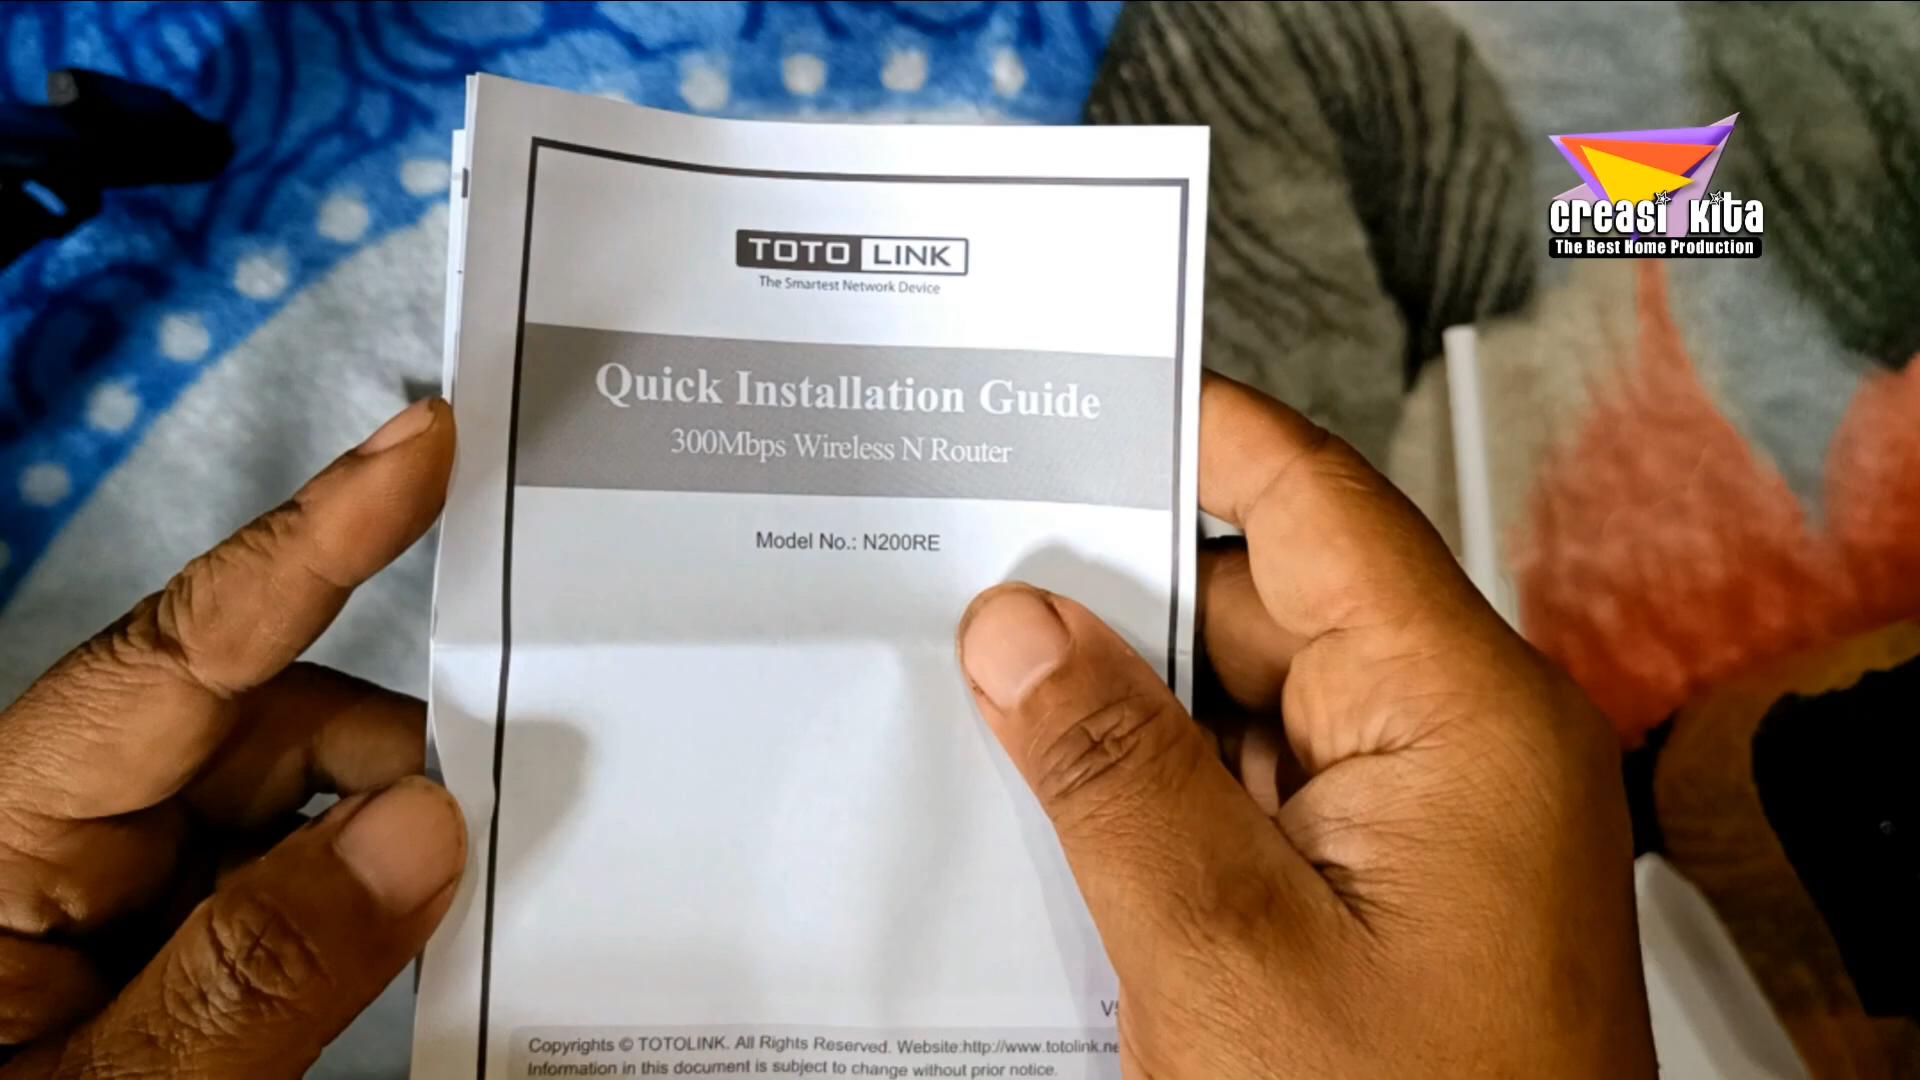 TOTO LINK
The Smartest Network Device
Quick Installation Guide
300Mbps Wireless N Router
Model No.: N200RE
Copyrights © TOTOLINK. All Rights Reserved. Website:http://www.totolink.ne
Information in this document is subject to change without prior notice.
creasi kita
The Best Home Production